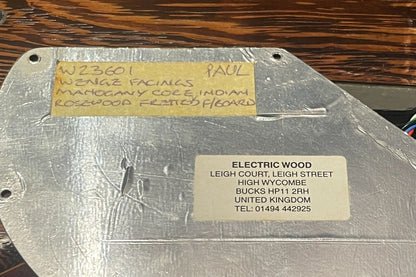 W23601 PAUL
WENGE FACINGS
MAHOGANY CORE, INDIAN
ROSEWOOD FRETTED F/BOARD
ELECTRIC WOOD
LEIGH COURT, LEIGH STREET
HIGH WYCOMBE
BUCKS HP11 2RH
UNITED KINGDOM
TEL: 01494 442925